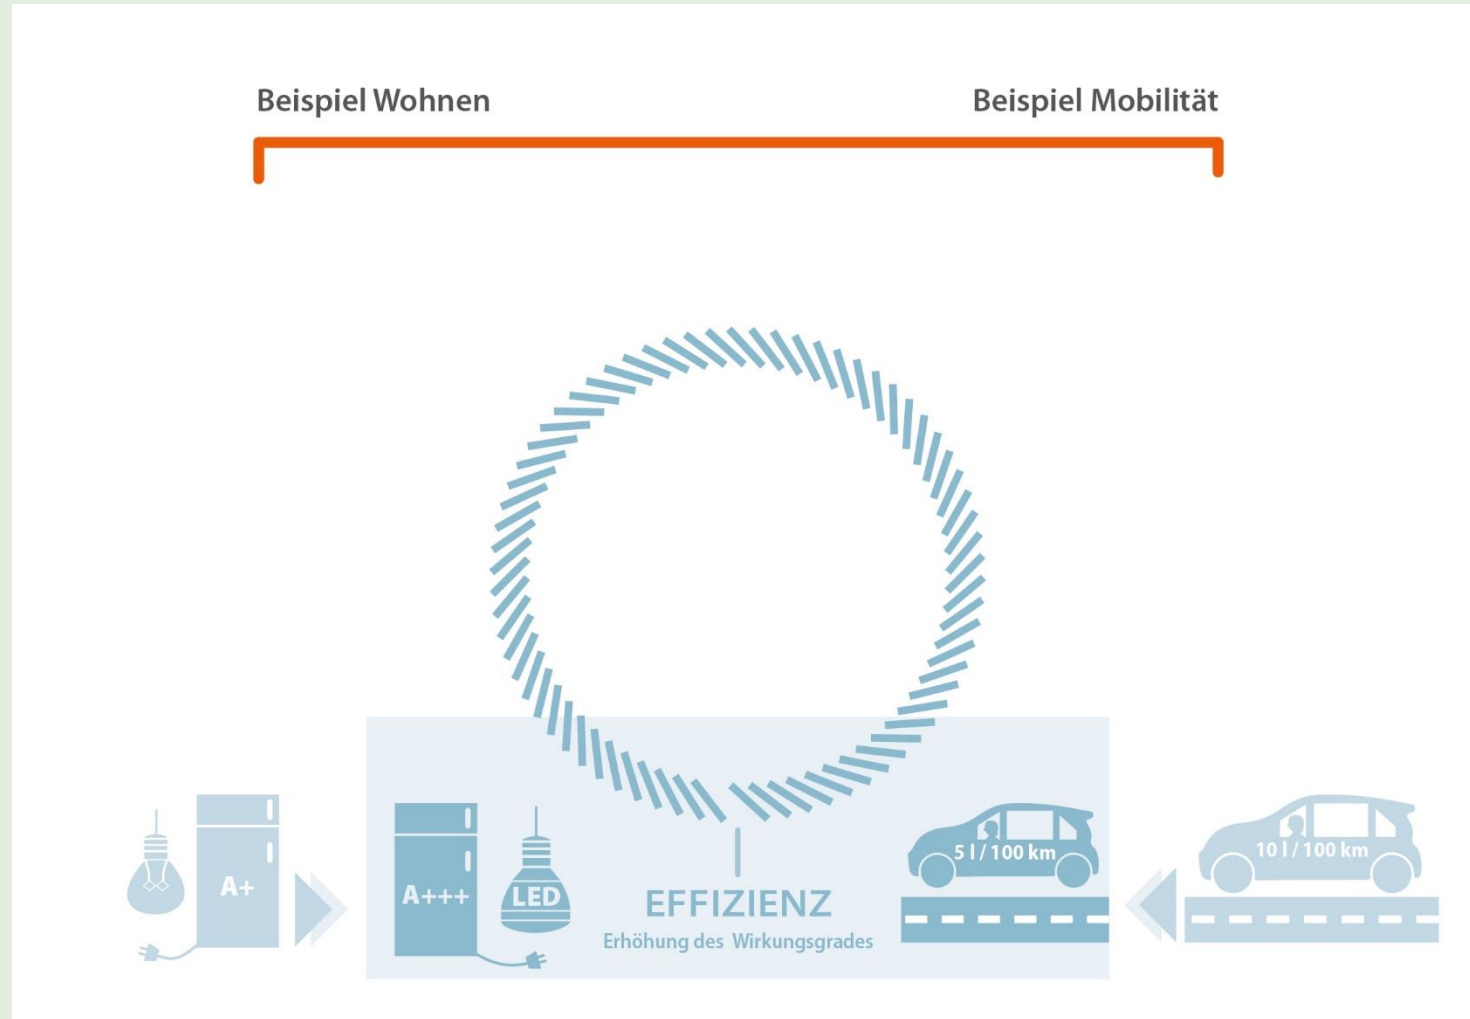 Beispiel Wohnen
Beispiel Mobilität
A+
A+++
LED
EFFIZIENZ
Erhöhung des Wirkungsgrades
5 l / 100 km
10 l / 100 km